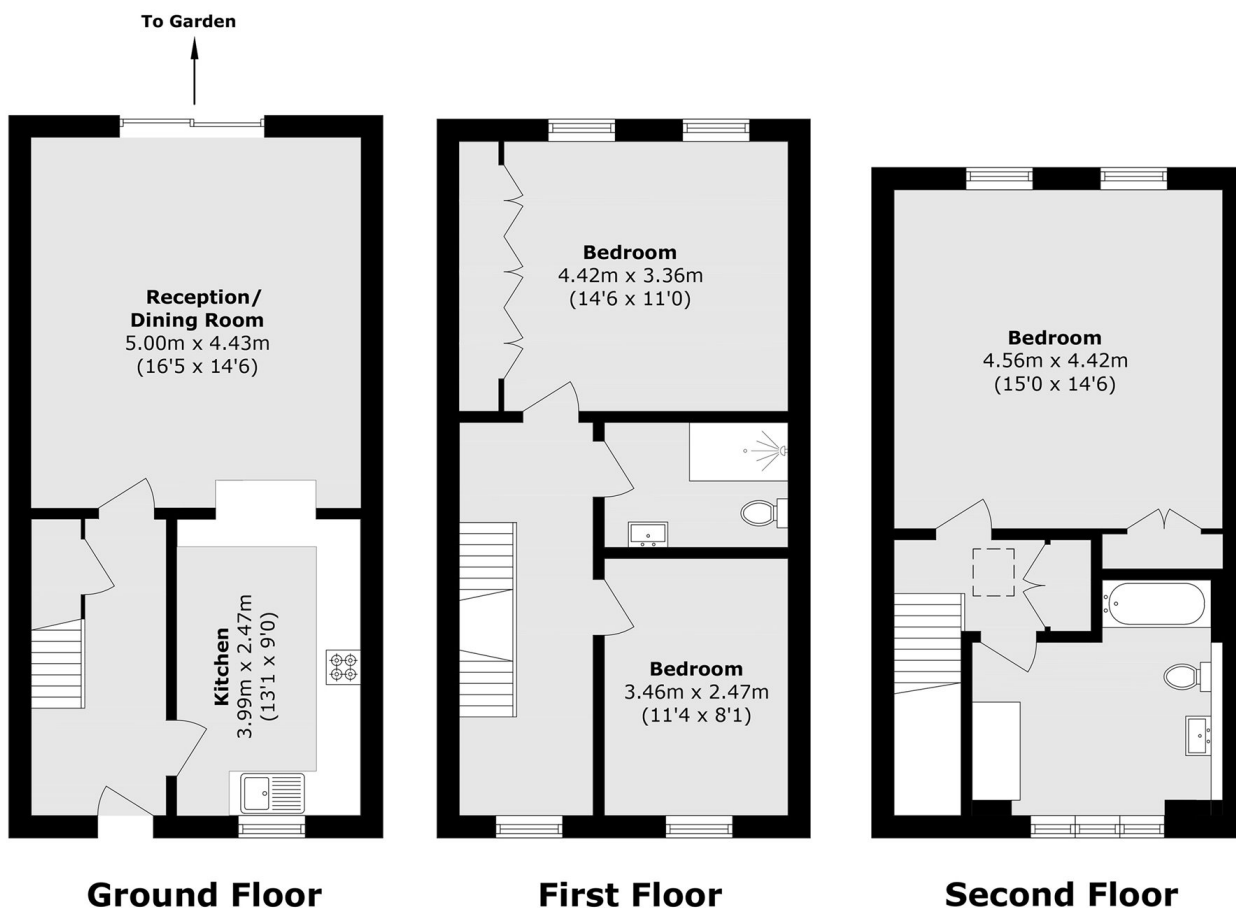 To Garden
Reception/
Dining Room
5.00m x 4.43m
(16'5 x 14'6)
Kitchen
3.99m x 2.47m
(13'1 x 9'0)
Ground Floor
Bedroom
4.42m x 3.36m
(14'6 x 11'0)
Bedroom
3.46m x 2.47m
(11'4 x 8'1)
First Floor
Bedroom
4.56m x 4.42m
(15'0 x 14'6)
Second Floor